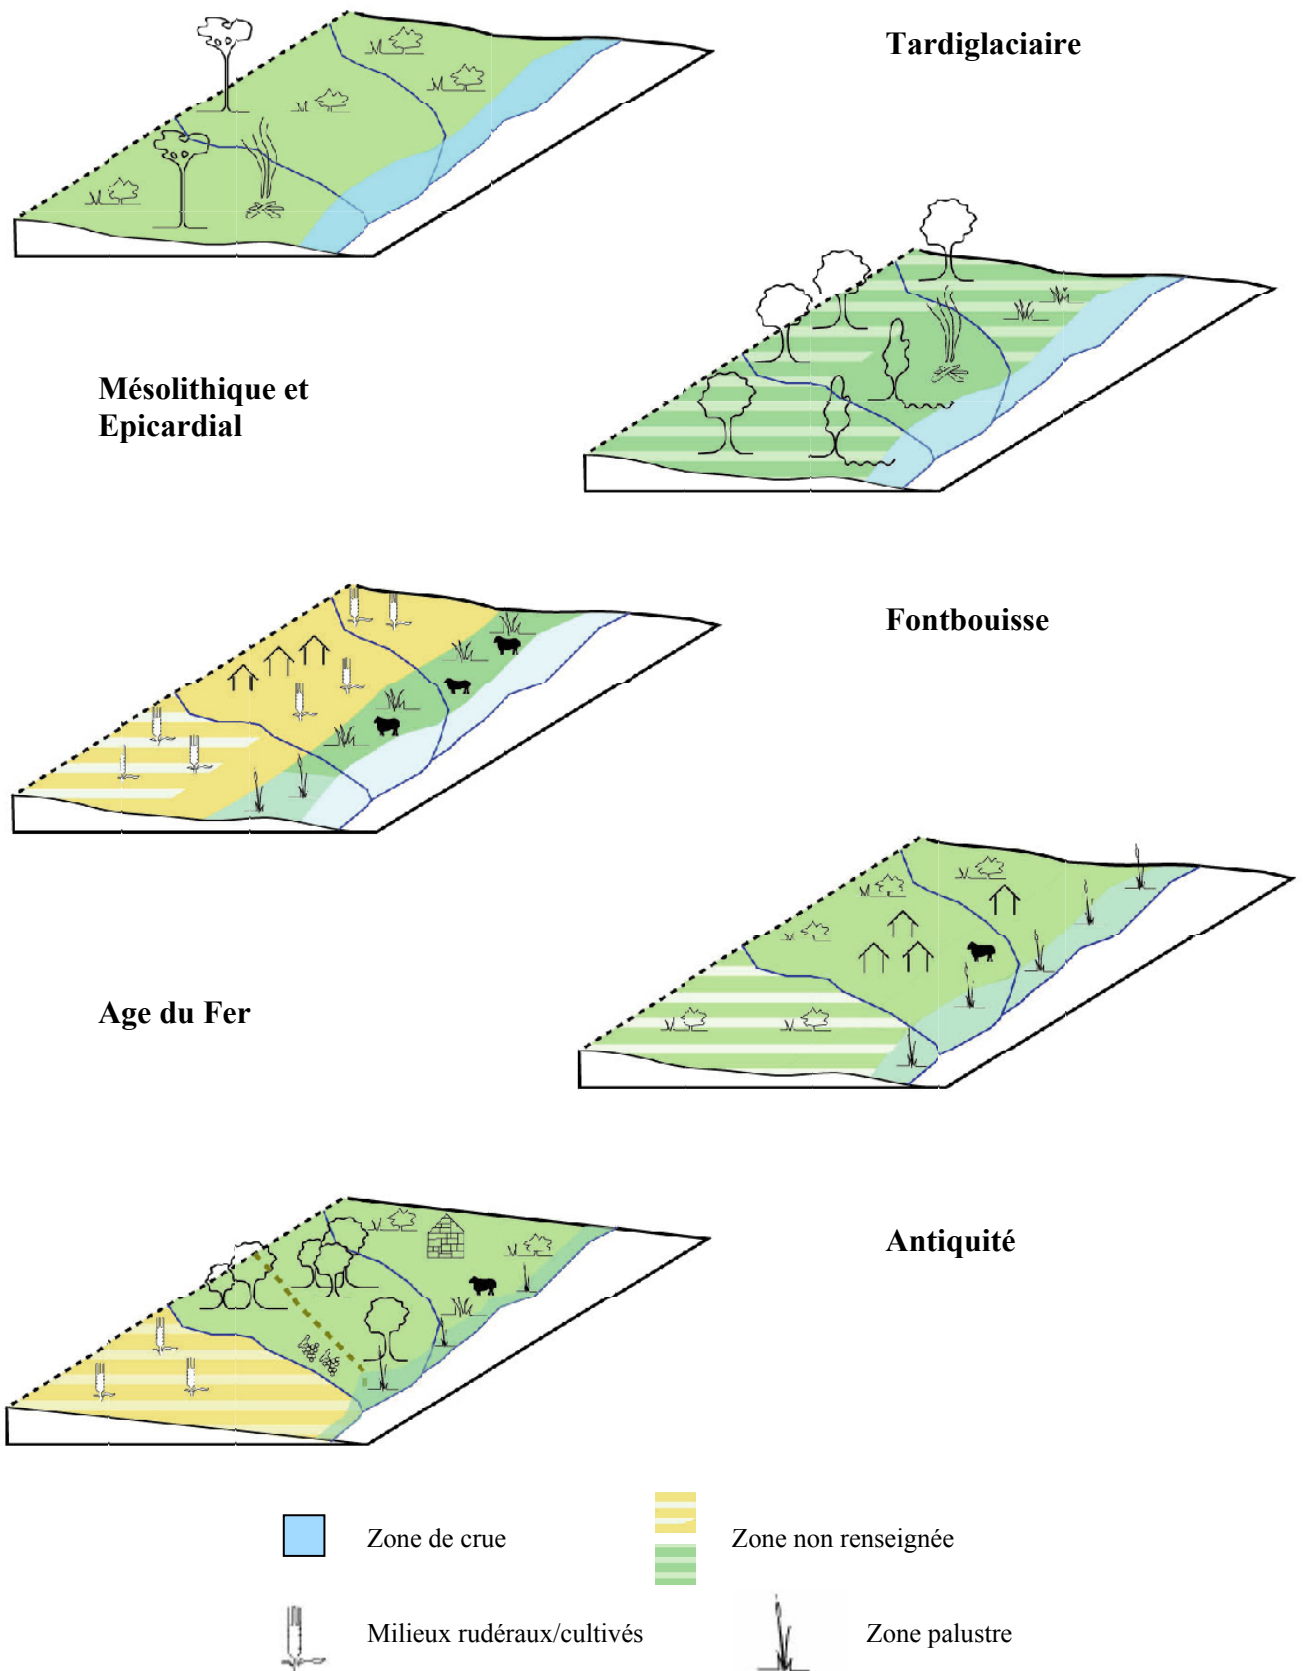 Tardiglaciaire
Mésolithique et
Epicardial
Fontbouisse
Age du Fer
Antiquité
Zone de crue
Zone non renseignée
Milieux rudéraux/cultivés
Zone palustre